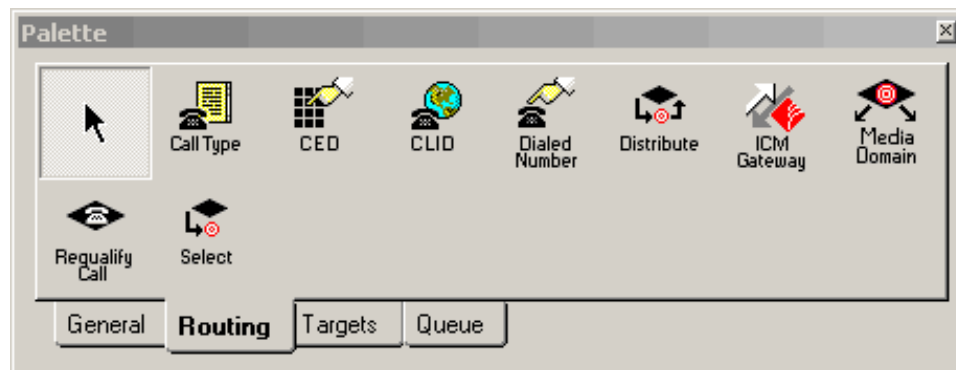 Palette
Call Type
CED
CLID
Dialed
Number
Distribute
ICM
Gateway
Media
Domain
Requalify
Call
Select
General
Routing
Targets
Queue